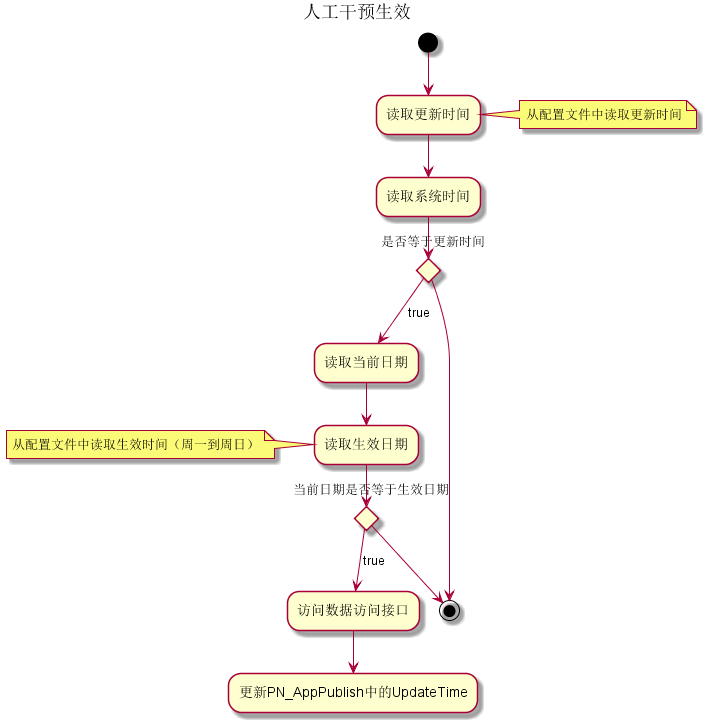 人工干预生效
读取更新时间
从配置文件中读取更新时间
读取系统时间
是否等于更新时间
true
读取当前日期
从配置文件中读取生效时间（周一到周日）
读取生效日期
当前日期是否等于生效日期
true
访问数据访问接口
更新PN_AppPublish中的UpdateTime